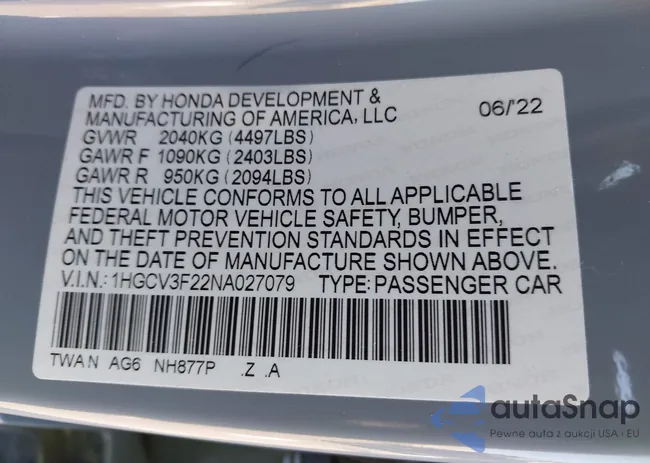 MFD. BY HONDA DEVELOPMENT &
MANUFACTURING OF AMERICA, LLC 06/'22
GVWR 2040KG (4497LBS)
GAWR F 1090KG (2403LBS)
GAWR R 950KG (2094LBS)
THIS VEHICLE CONFORMS TO ALL APPLICABLE
FEDERAL MOTOR VEHICLE SAFETY, BUMPER,
AND THEFT PREVENTION STANDARDS IN EFFECT
ON THE DATE OF MANUFACTURE SHOWN ABOVE.
V.I.N.: 1HGCV3F22NA027079 TYPE: PASSENGER CAR
TWA N AG6 NH877P .Z .A
autaSnap
Pewne auta z aukcji USA i EU